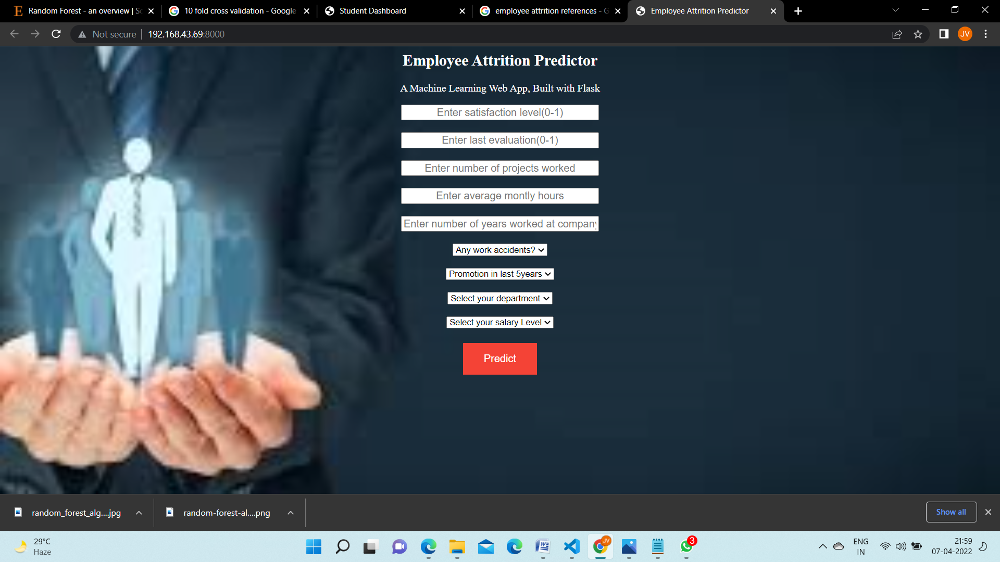 Random Forest - an overview | Sc
10 fold cross validation - Google
Student Dashboard
employee attrition references - G
Employee Attrition Predictor
Not secure
192.168.43.69:8000
JV
Employee Attrition Predictor
A Machine Learning Web App, Built with Flask
Enter satisfaction level(0-1)
Enter last evaluation(0-1)
Enter number of projects worked
Enter average montly hours
Enter number of years worked at company
Any work accidents?
Promotion in last 5years
Select your department
Select your salary Level
Predict
random_forest_alg....jpg
random-forest-al....png
Show all
29°C
Haze
JV
3
ENG
IN
21:59
07-04-2022